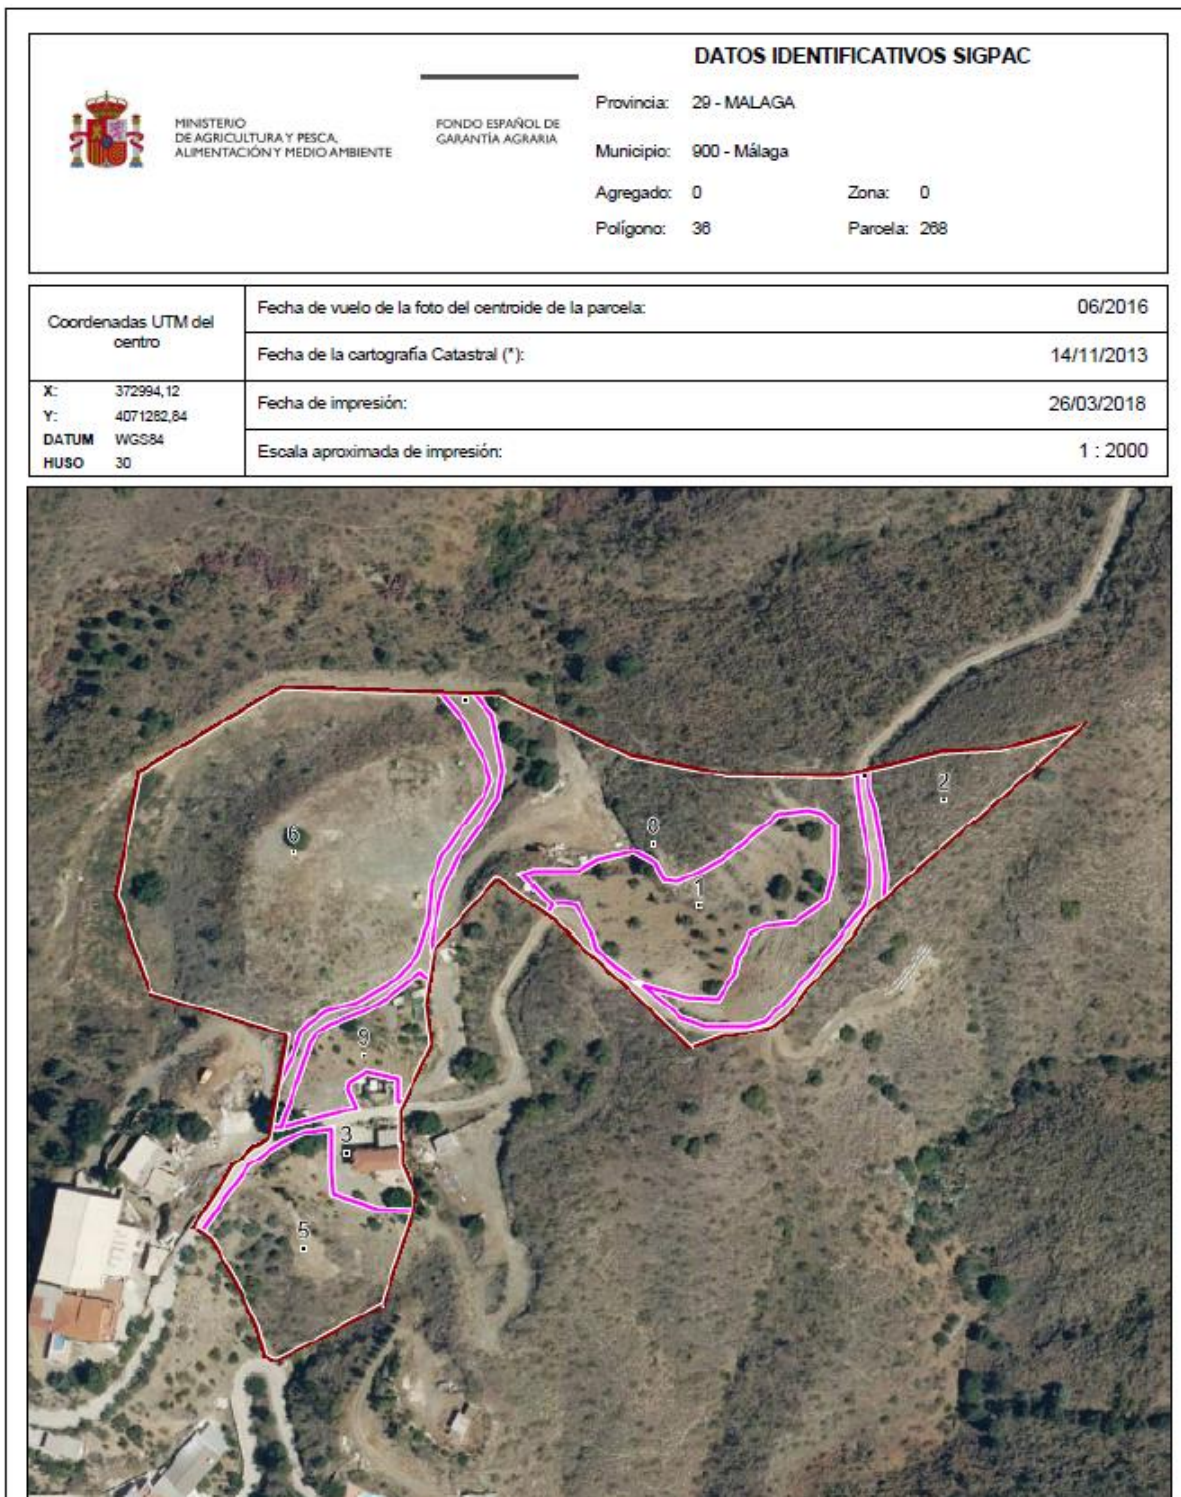 DATOS IDENTIFICATIVOS SIGPAC
MINISTERIO
DE AGRICULTURA Y PESCA,
ALIMENTACIÓN Y MEDIO AMBIENTE
FONDO ESPAÑOL DE
GARANTÍA AGRARIA
Provincia: 29 - MALAGA
Municipio: 900 - Málaga
Agregado: 0 Zona: 0
Polígono: 36 Parcela: 268
Coordenadas UTM del
centro
X: 372994,12
Y: 4071282,84
DATUM WGS84
HUSO 30
Fecha de vuelo de la foto del centroide de la parcela: 06/2016
Fecha de la cartografía Catastral (*): 14/11/2013
Fecha de impresión: 26/03/2018
Escala aproximada de impresión: 1 : 2000
2
6
1
9
3
5